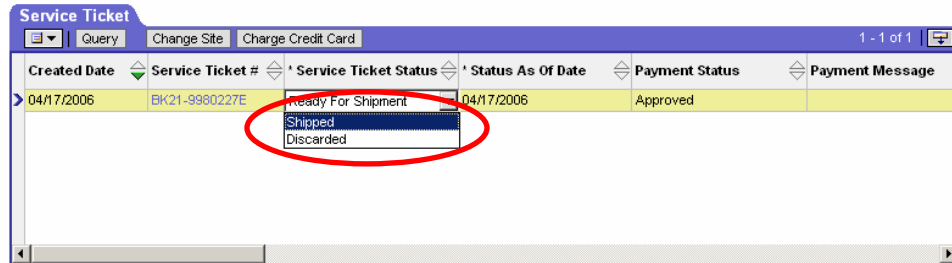 Service Ticket
Query Change Site Charge Credit Card 1 - 1 of 1
Created Date Service Ticket # * Service Ticket Status * Status As Of Date Payment Status Payment Message
04/17/2006 BK21-9980227E Ready For Shipment 04/17/2006 Approved
Shipped
Discarded